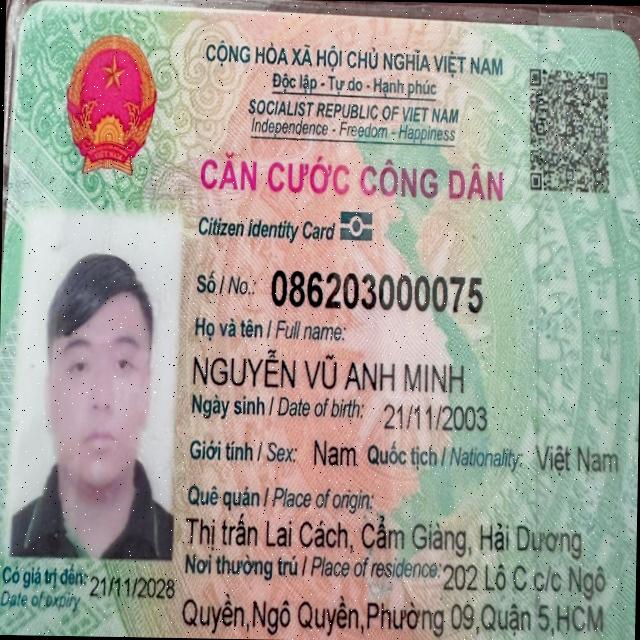 CỘNG HÒA XÃ HỘI CHỦ NGHĨA VIỆT NAM
Độc lập - Tự do - Hạnh phúc
SOCIALIST REPUBLIC OF VIET NAM
Independence - Freedom - Happiness
CĂN CƯỚC CÔNG DÂN
Citizen Identity Card
Số / No.: 086203000075
Họ và tên / Full name:
NGUYỄN VŨ ANH MINH
Ngày sinh / Date of birth: 21/11/2003
Giới tính / Sex: Nam Quốc tịch / Nationality: Việt Nam
Quê quán / Place of origin:
Thị trấn Lai Cách, Cẩm Giàng, Hải Dương
Nơi thường trú / Place of residence: 202 Lô C c/c Ngô
Quyền, Ngô Quyền, Phường 09, Quận 5, HCM
Có giá trị đến: 21/11/2028
Date of expiry